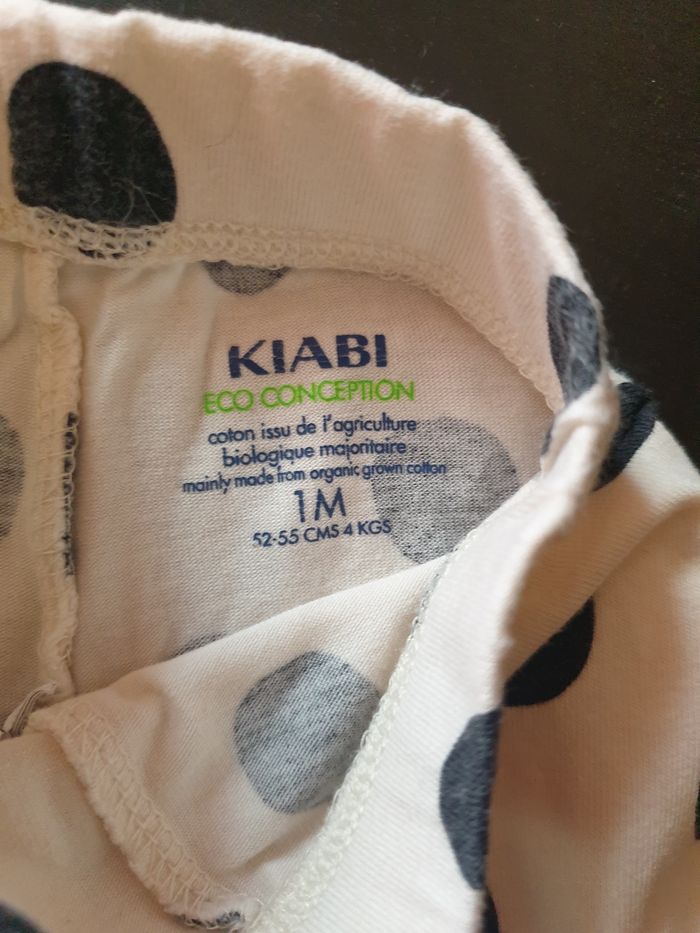 KIABI
ECO CONCEPTION
coton issu de l'agriculture
biologique majoritaire
mainly made from organic grown cotton
1M
52-55 CMS 4 KGS